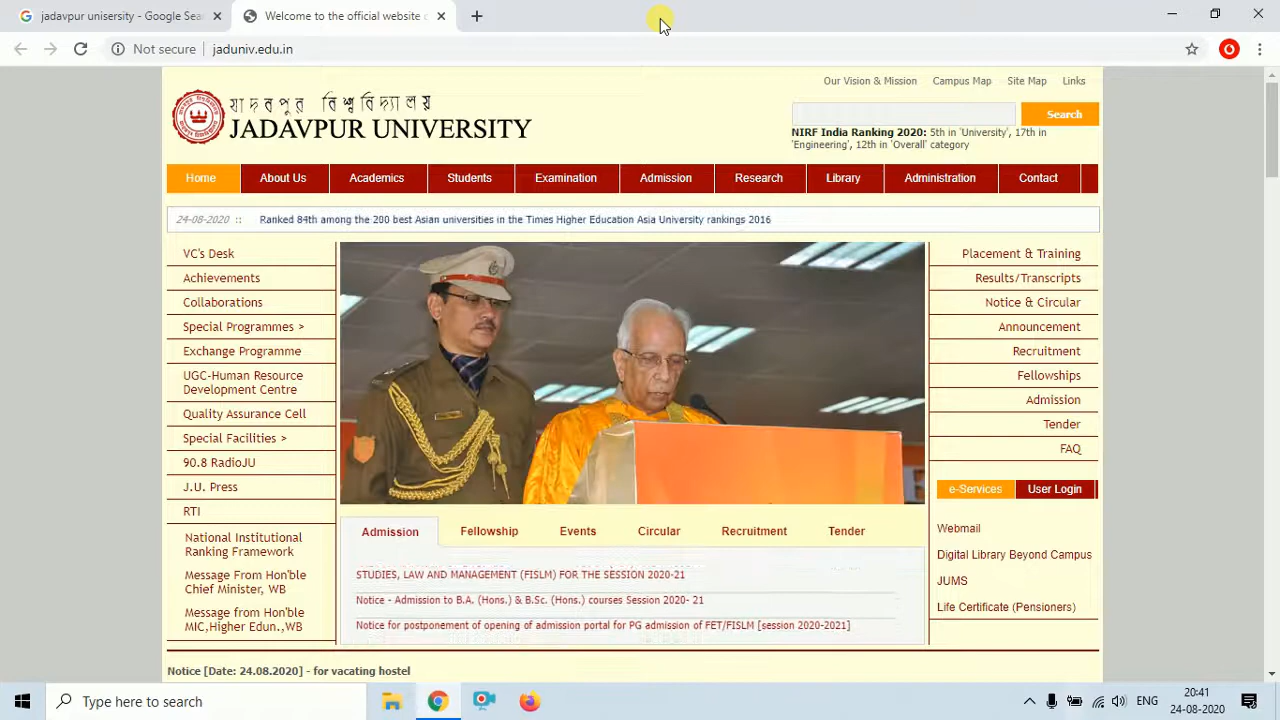 jadavpur university - Google Sea
Welcome to the official website o
Not secure
jaduniv.edu.in
Our Vision & Mission
Campus Map
Site Map
Links
যাদবপুর বিশ্ববিদ্যালয়
JADAVPUR UNIVERSITY
Search
NIRF India Ranking 2020: 5th in 'University', 17th in
'Engineering', 12th in 'Overall' category
Home
About Us
Academics
Students
Examination
Admission
Research
Library
Administration
Contact
24-08-2020 :: Ranked 84th among the 200 best Asian universities in the Times Higher Education Asia University rankings 2016
VC's Desk
Achievements
Collaborations
Special Programmes >
Exchange Programme
UGC-Human Resource
Development Centre
Quality Assurance Cell
Special Facilities >
90.8 RadioJU
J.U. Press
RTI
National Institutional
Ranking Framework
Message From Hon'ble
Chief Minister, WB
Message from Hon'ble
MIC,Higher Edun.,WB
Admission
Fellowship
Events
Circular
Recruitment
Tender
STUDIES, LAW AND MANAGEMENT (FISLM) FOR THE SESSION 2020-21
Notice - Admission to B.A. (Hons.) & B.Sc. (Hons.) courses Session 2020- 21
Notice for postponement of opening of admission portal for PG admission of FET/FISLM [session 2020-2021]
Placement & Training
Results/Transcripts
Notice & Circular
Announcement
Recruitment
Fellowships
Admission
Tender
FAQ
e-Services
User Login
Webmail
Digital Library Beyond Campus
JUMS
Life Certificate (Pensioners)
Notice [Date: 24.08.2020] - for vacating hostel
Type here to search
ENG
20:41
24-08-2020